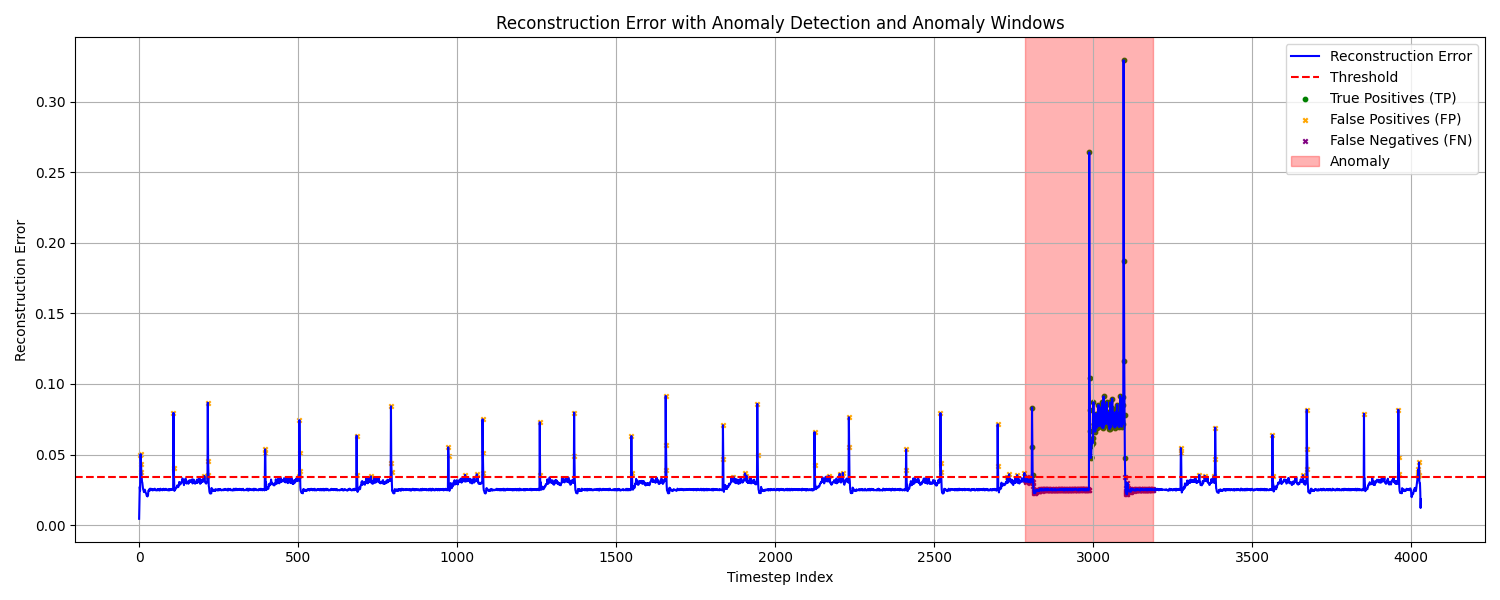 Reconstruction Error with Anomaly Detection and Anomaly Windows
Reconstruction Error
Threshold
True Positives (TP)
False Positives (FP)
False Negatives (FN)
Anomaly
Reconstruction Error
0.30
0.25
0.20
0.15
0.10
0.05
0.00
0 500 1000 1500 2000 2500 3000 3500 4000
Timestep Index